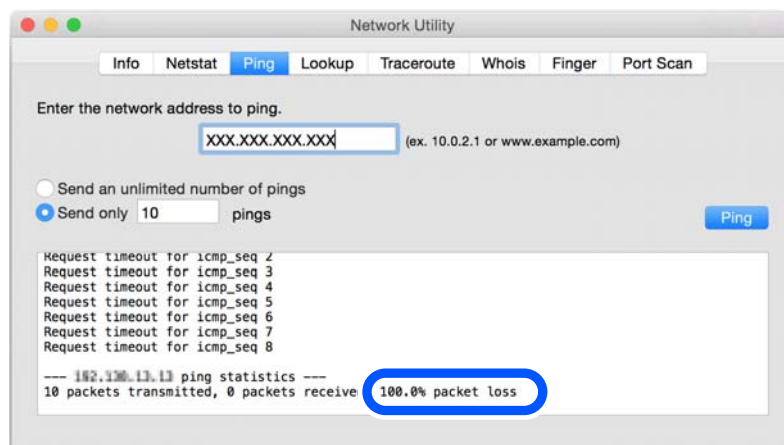 Network Utility
Info Netstat Ping Lookup Traceroute Whois Finger Port Scan
Enter the network address to ping.
XXX.XXX.XXX.XXX (ex. 10.0.2.1 or www.example.com)
Send an unlimited number of pings
Send only 10 pings
Ping
Request timeout for icmp_seq 2
Request timeout for icmp_seq 3
Request timeout for icmp_seq 4
Request timeout for icmp_seq 5
Request timeout for icmp_seq 6
Request timeout for icmp_seq 7
Request timeout for icmp_seq 8
--- ping statistics ---
10 packets transmitted, 0 packets receive 100.0% packet loss